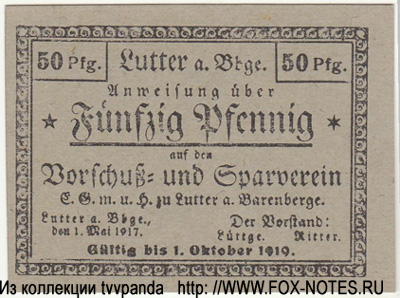 50 Pfg. Lutter a. Bbge. 50 Pfg.
Anweisung über
Fünfzig Pfennig
auf den
Vorschuß- und Sparverein
E. G. m. u. H. zu Lutter a. Barenberge.
Lutter a. Bbge.,
den 1. Mai 1917.
Der Vorstand:
Lüttge. Ritter.
Gültig bis 1. Oktober 1919.
Из коллекции tvvpanda http://WWW.FOX-NOTES.RU